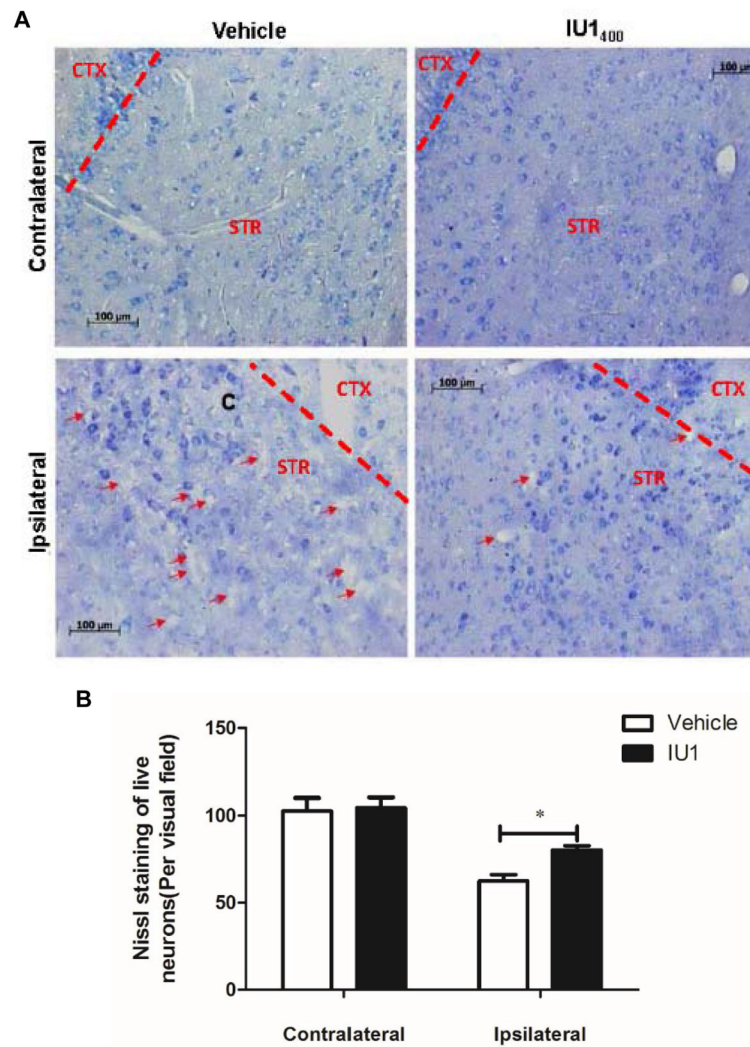 A
Vehicle
IU1400
Contralateral
CTX
STR
100 µm
CTX
STR
100 µm
Ipsilateral
C
CTX
STR
100 µm
100 µm
CTX
STR
B
Vehicle
IU1
Nissl staining of live
neurons(Per visual field)
150
100
50
0
*
Contralateral
Ipsilateral